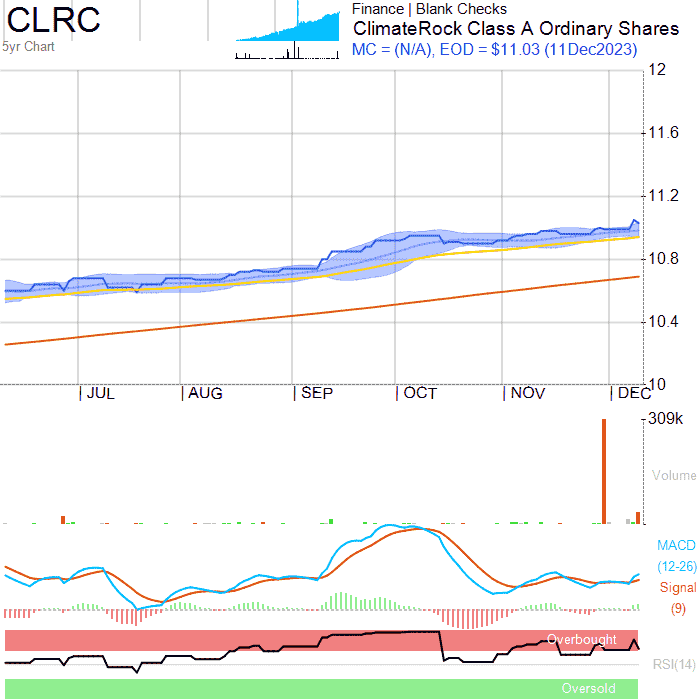 CLRC
Finance | Blank Checks
ClimateRock Class A Ordinary Shares
5yr Chart
MC = (N/A), EOD = $11.03 (11Dec2023)
12
11.6
11.2
10.8
10.4
10
| JUL | AUG | SEP | OCT | NOV | DEC
309k
Volume
MACD
(12-26)
Signal
(9)
Overbought
RSI(14)
Oversold